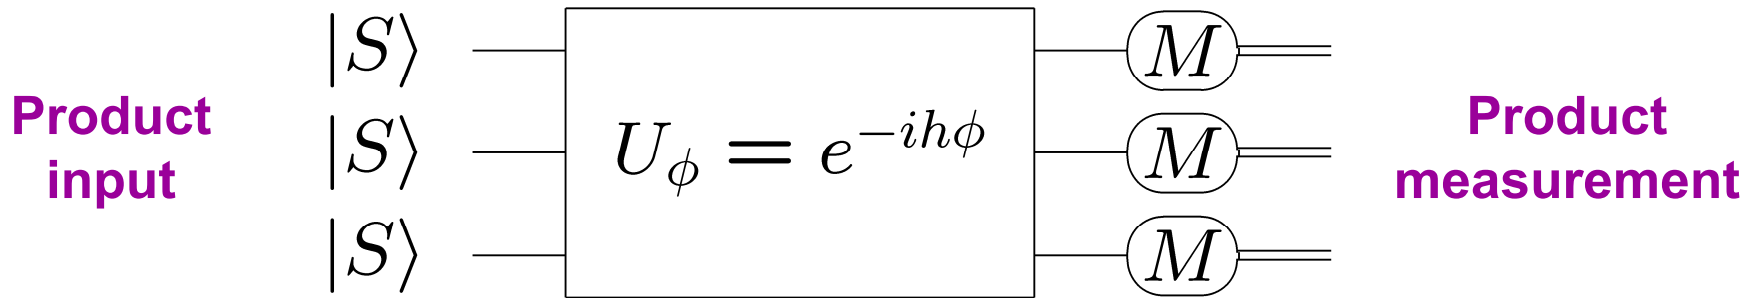 Product
input
|S⟩
|S⟩
|S⟩
U_ϕ = e^{-ihϕ}
M
M
M
Product
measurement